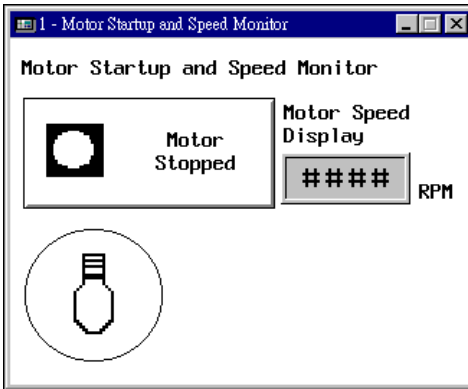 1 - Motor Startup and Speed Monitor
Motor Startup and Speed Monitor
Motor
Stopped
Motor Speed
Display
####
RPM